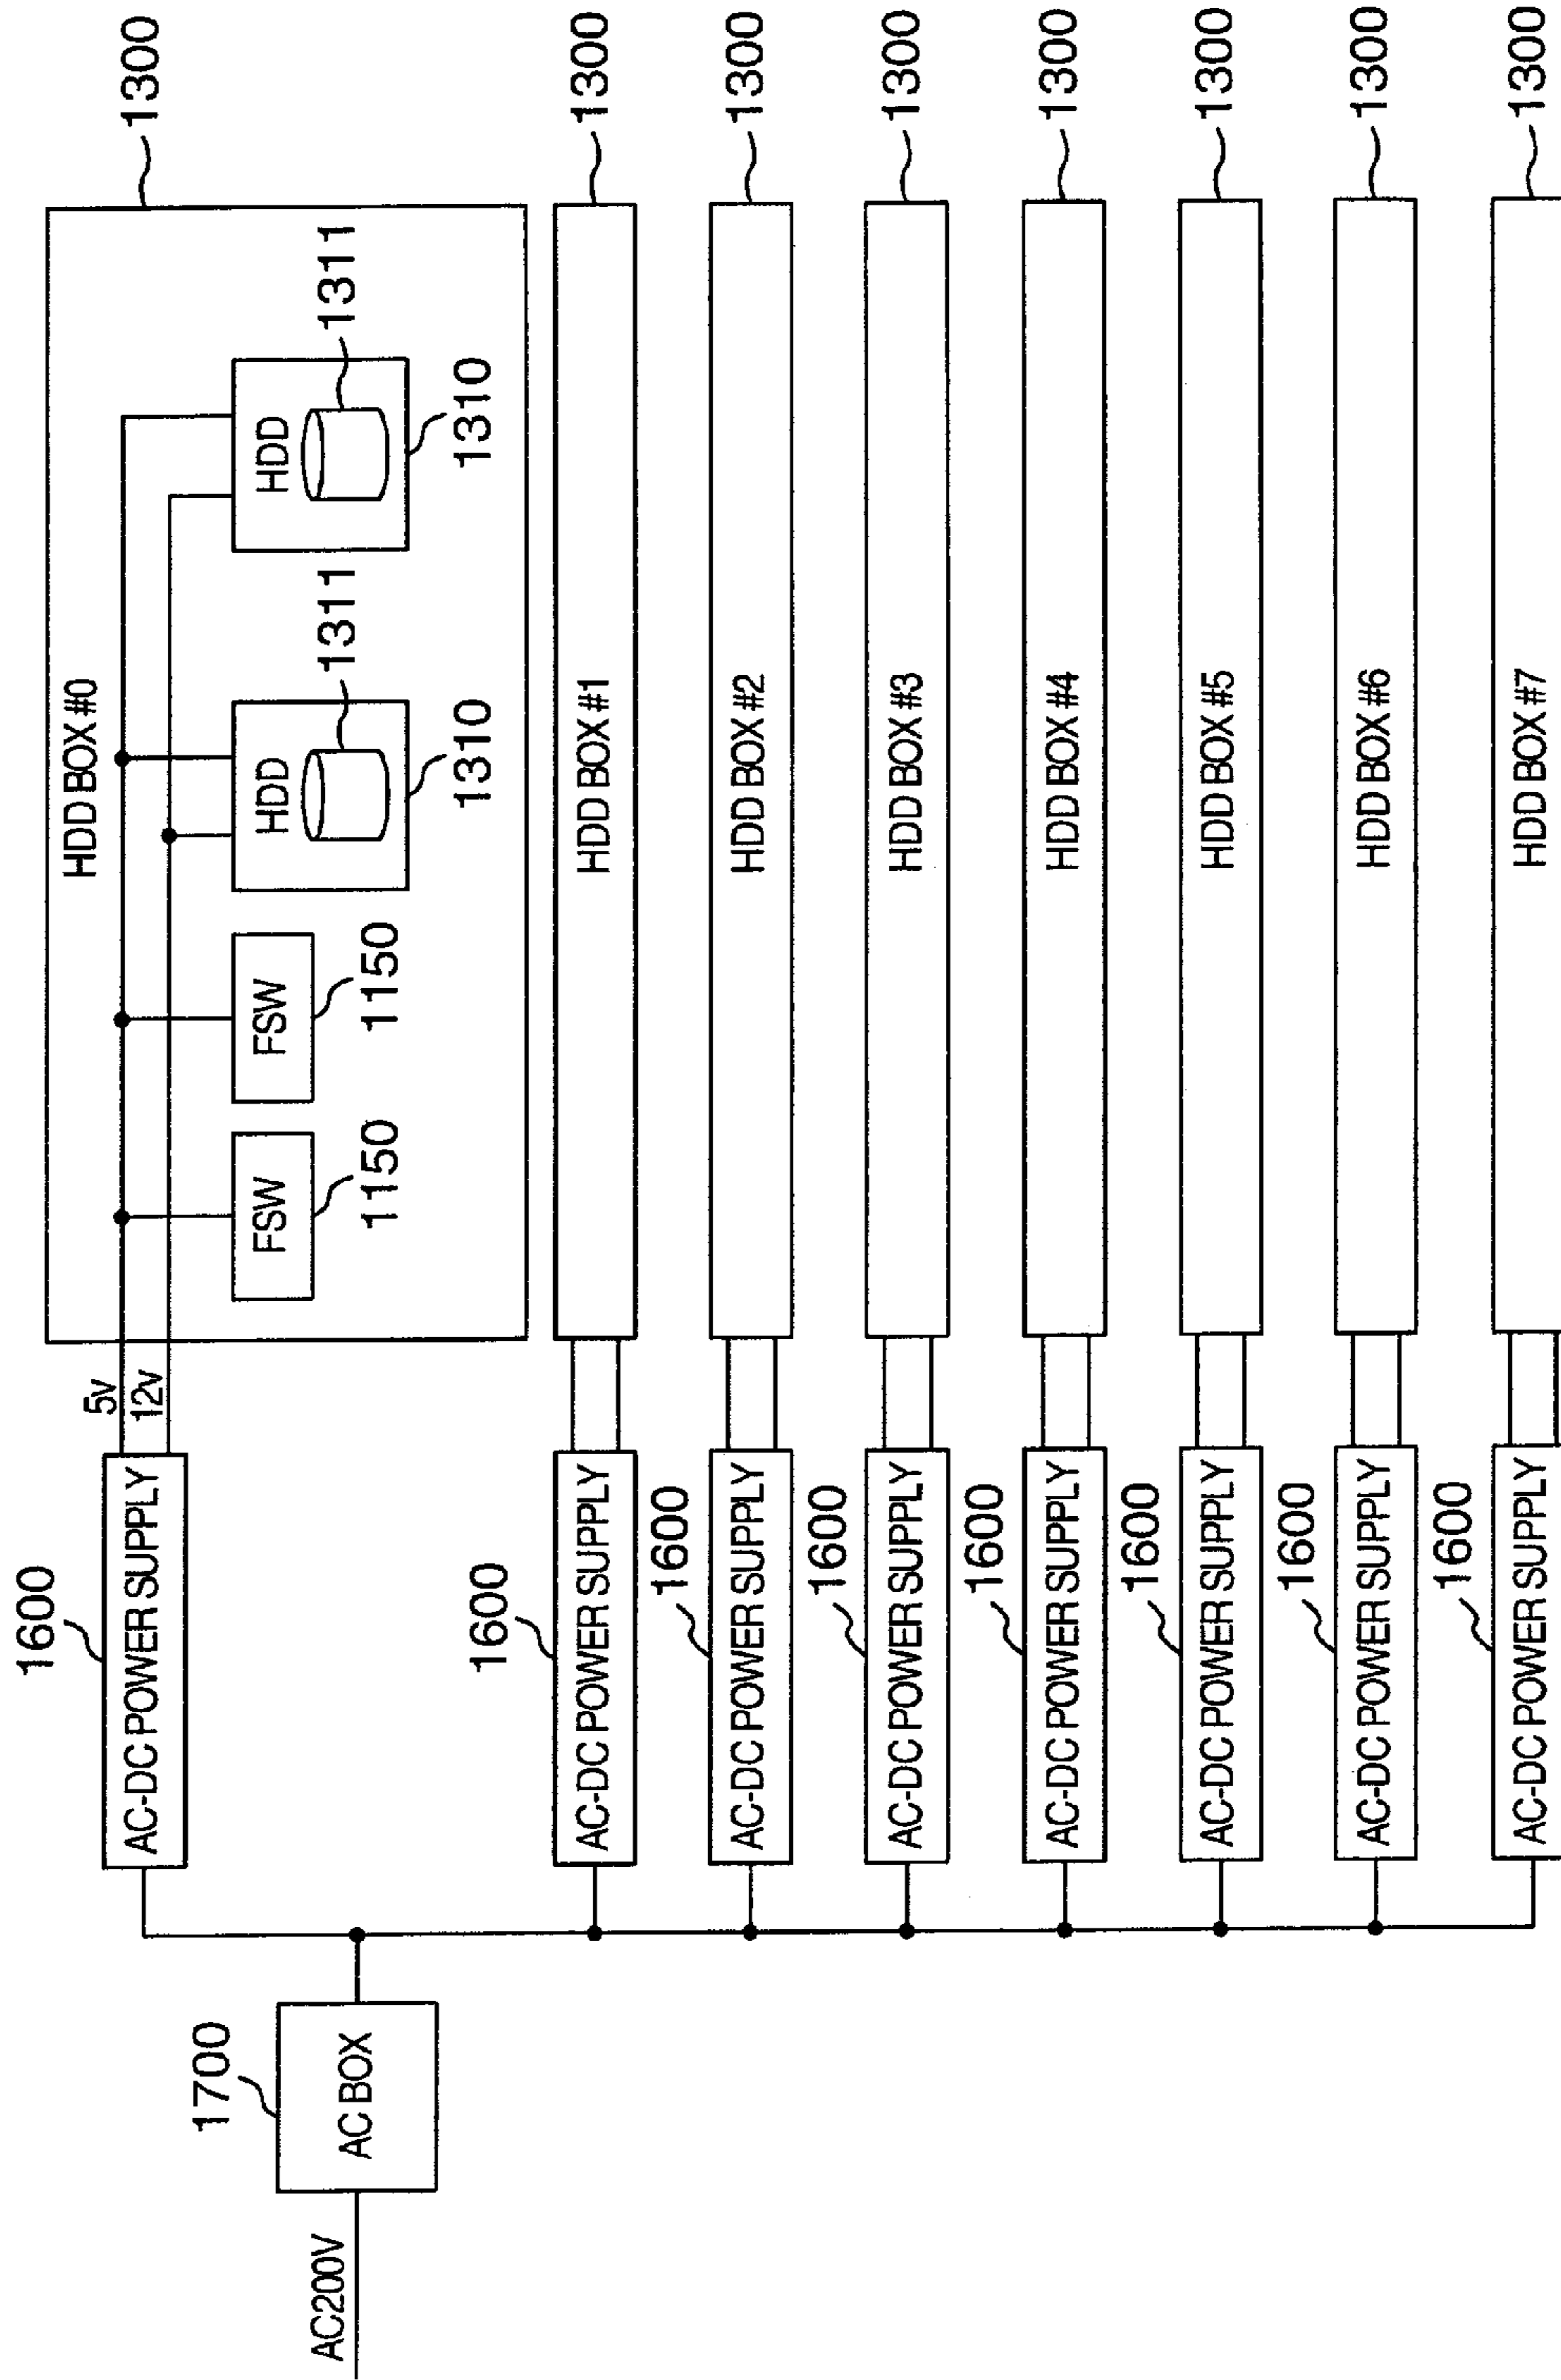 AC200V
AC BOX
1700
1600
AC-DC POWER SUPPLY
5v
12v
HDD BOX #0
1300
FSW
1150
FSW
1150
HDD
1311
1310
HDD
1311
1310
1600
AC-DC POWER SUPPLY
HDD BOX #1
1300
1600
AC-DC POWER SUPPLY
HDD BOX #2
1300
1600
AC-DC POWER SUPPLY
HDD BOX #3
1300
1600
AC-DC POWER SUPPLY
HDD BOX #4
1300
1600
AC-DC POWER SUPPLY
HDD BOX #5
1300
1600
AC-DC POWER SUPPLY
HDD BOX #6
1300
1600
AC-DC POWER SUPPLY
HDD BOX #7
1300